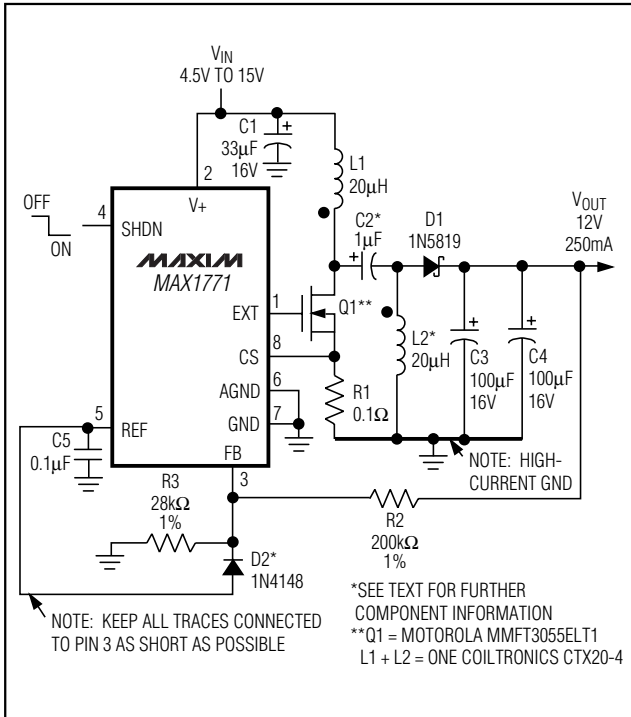 VIN
4.5V TO 15V
C1
33µF
16V
2
L1
20µH
V+
OFF
ON
4
SHDN
MAXIM
MAX1771
C2*
1µF
D1
1N5819
VOUT
12V
250mA
EXT
1
Q1**
CS
8
L2*
20µH
C3
100µF
16V
C4
100µF
16V
AGND
6
R1
0.1Ω
GND
7
5
REF
C5
0.1µF
FB
3
NOTE: HIGH-
CURRENT GND
R3
28kΩ
1%
R2
200kΩ
1%
D2*
1N4148
NOTE: KEEP ALL TRACES CONNECTED
TO PIN 3 AS SHORT AS POSSIBLE
*SEE TEXT FOR FURTHER
COMPONENT INFORMATION
**Q1 = MOTOROLA MMFT3055ELT1
L1 + L2 = ONE COILTRONICS CTX20-4